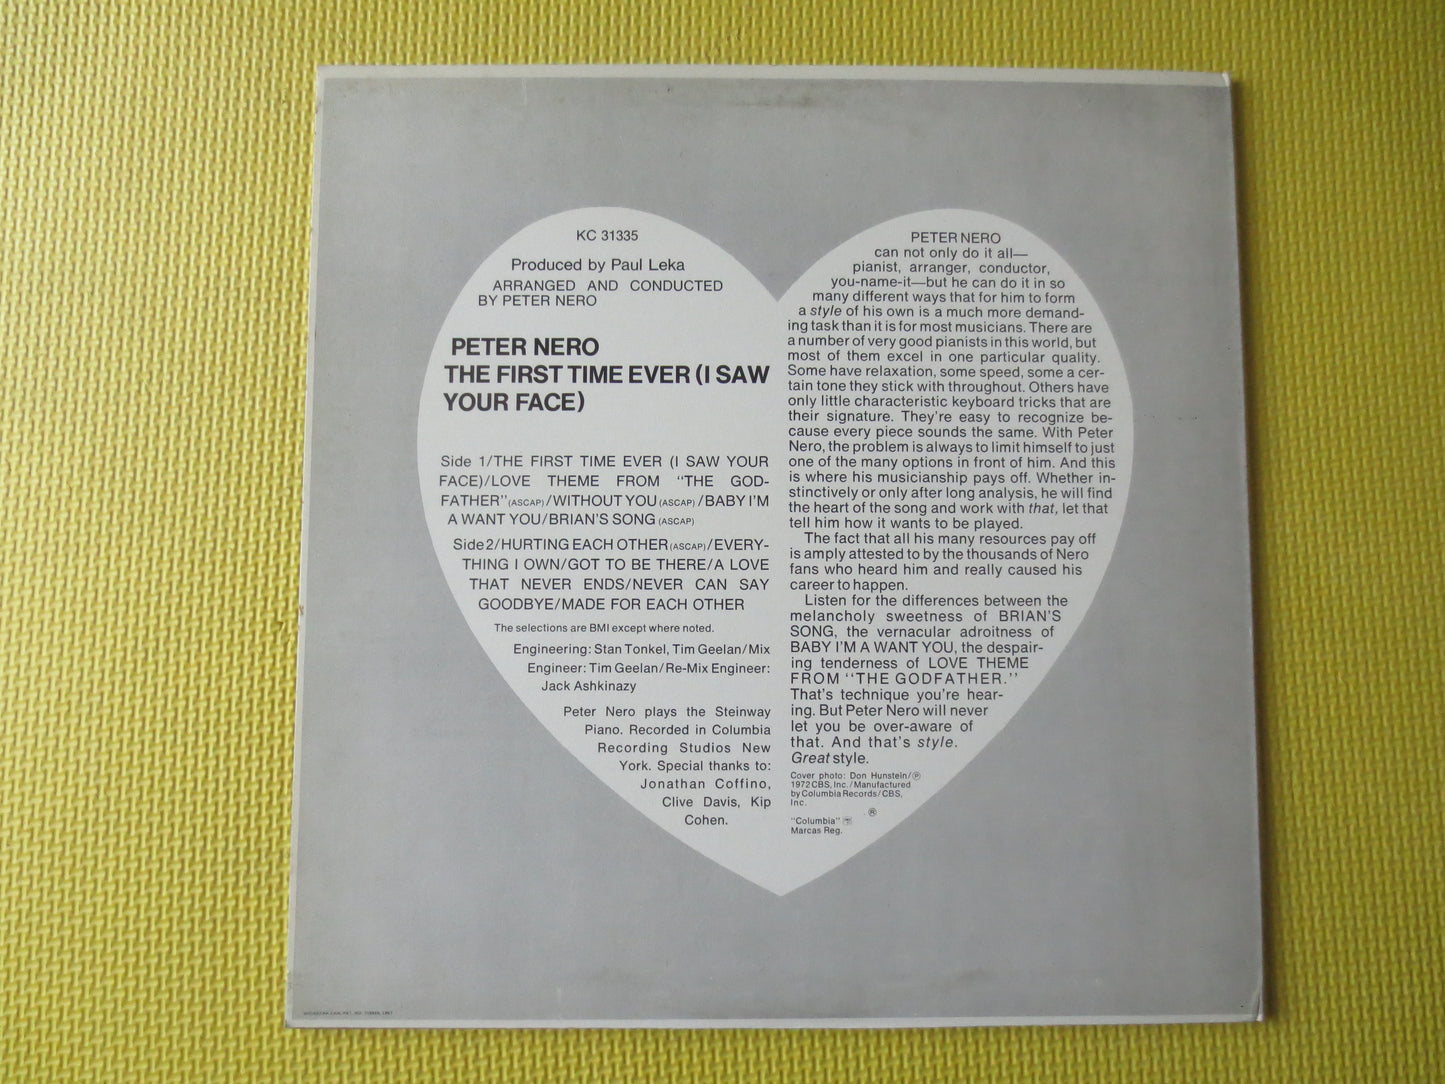 KC 31335
Produced by Paul Leka
ARRANGED AND CONDUCTED
BY PETER NERO
PETER NERO
THE FIRST TIME EVER (I SAW
YOUR FACE)
Side 1/THE FIRST TIME EVER (I SAW YOUR
FACE)/LOVE THEME FROM "THE GOD-
FATHER"(ASCAP)/WITHOUT YOU(ASCAP)/BABY I'M
A WANT YOU/BRIAN'S SONG(ASCAP)
Side2/HURTING EACH OTHER(ASCAP)/EVERY-
THING I OWN/GOT TO BE THERE/A LOVE
THAT NEVER ENDS/NEVER CAN SAY
GOODBYE/MADE FOR EACH OTHER
The selections are BMI except where noted.
Engineering: Stan Tonkel, Tim Geelan/Mix
Engineer: Tim Geelan/Re-Mix Engineer:
Jack Ashkinazy
Peter Nero plays the Steinway
Piano. Recorded in Columbia
Recording Studios New
York. Special thanks to:
Jonathan Coffino,
Clive Davis, Kip
Cohen.
PETER NERO
can not only do it all—
pianist, arranger, conductor,
you-name-it—but he can do it in so
many different ways that for him to form
a style of his own is a much more demand-
ing task than it is for most musicians. There are
a number of very good pianists in this world, but
most of them excel in one particular quality.
Some have relaxation, some speed, some a cer-
tain tone they stick with throughout. Others have
only little characteristic keyboard tricks that are
their signature. They're easy to recognize be-
cause every piece sounds the same. With Peter
Nero, the problem is always to limit himself to just
one of the many options in front of him. And this
is where his musicianship pays off. Whether in-
stinctively or only after long analysis, he will find
the heart of the song and work with that, let that
tell him how it wants to be played.
The fact that all his many resources pay off
is amply attested to by the thousands of Nero
fans who heard him and really caused his
career to happen.
Listen for the differences between the
melancholy sweetness of BRIAN'S
SONG, the vernacular adroitness of
BABY I'M A WANT YOU, the despair-
ing tenderness of LOVE THEME
FROM "THE GODFATHER."
That's technique you're hear-
ing. But Peter Nero will never
let you be over-aware of
that. And that's style.
Great style.
Cover photo: Don Hunstein/℗
1972 CBS, Inc./Manufactured
by Columbia Records/CBS,
Inc.
®
"Columbia"
Marcas Reg.